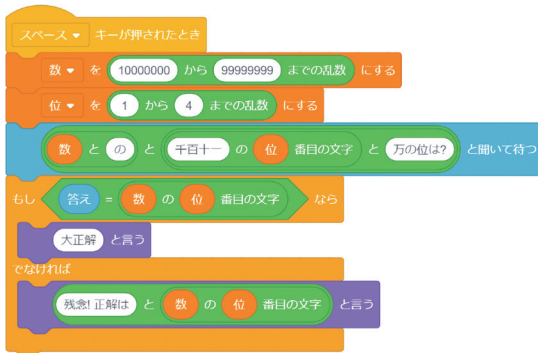 スペース キーが押されたとき
数 を 10000000 から 99999999 までの乱数 にする
位 を 1 から 4 までの乱数 にする
数 と の と 千百十一 の 位 番目の文字 と 万の位は? と聞いて待つ
もし 答え = 数 の 位 番目の文字 なら
大正解 と言う
でなければ
残念! 正解は と 数 の 位 番目の文字 と言う